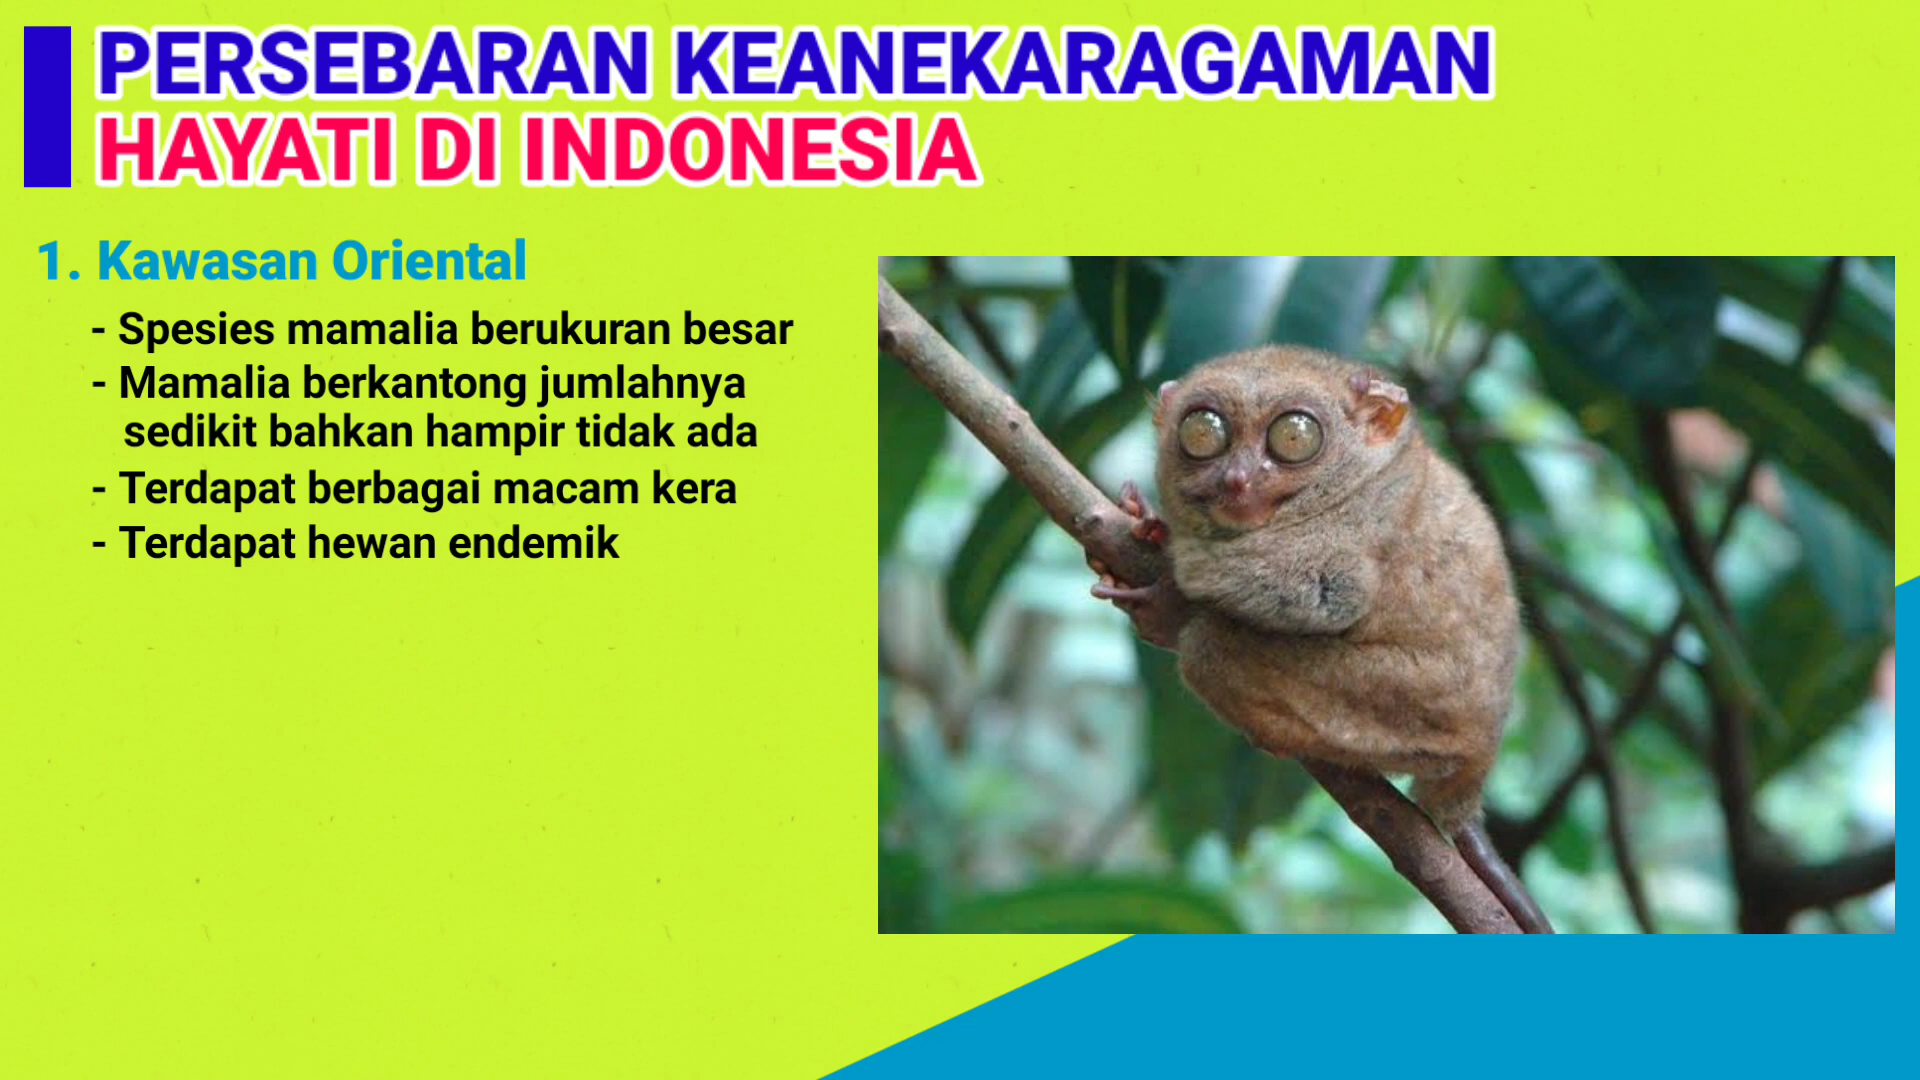 PERSEBARAN KEANEKARAGAMAN
HAYATI DI INDONESIA
1. Kawasan Oriental
- Spesies mamalia berukuran besar
- Mamalia berkantong jumlahnya
sedikit bahkan hampir tidak ada
- Terdapat berbagai macam kera
- Terdapat hewan endemik